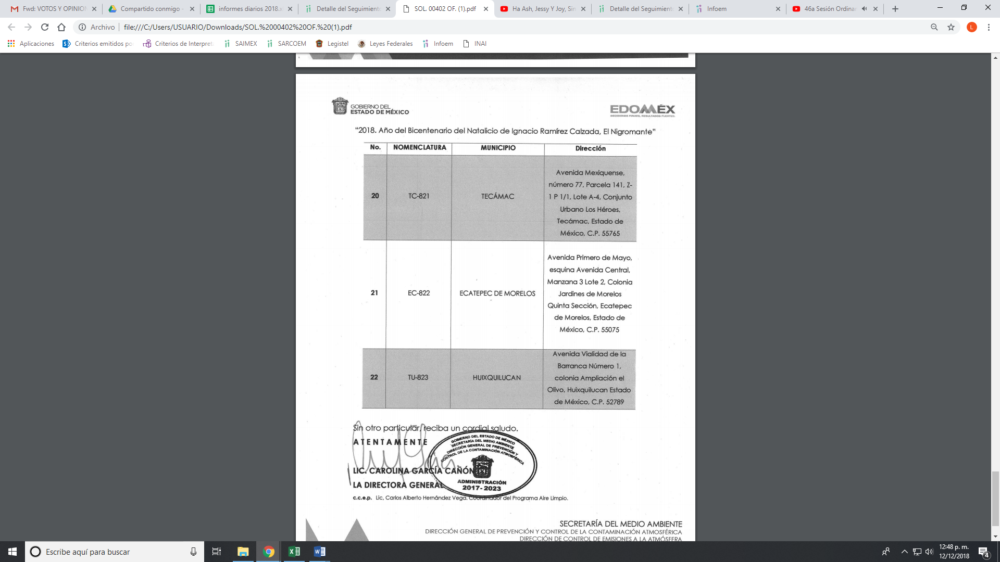 Fwd: VOTOS Y OPINION
Compartido conmigo -
informes diarios 2018.x
Detalle del Seguimiento
SOL. 00402 OF. (1).pdf
Ha Ash, Jessy Y Joy, Sin
Detalle del Seguimiento
Infoem
46a Sesión Ordinar
Archivo
file:///C:/Users/USUARIO/Downloads/SOL.%2000402%20OF.%20(1).pdf
L
Aplicaciones
Criterios emitidos po
Criterios de Interpreta
SAIMEX
SARCOEM
Legistel
Leyes Federales
Infoem
INAI
GOBIERNO DEL
ESTADO DE MÉXICO
EDOMÉX
DECISIONES FIRMES, RESULTADOS FUERTES.
“2018. Año del Bicentenario del Natalicio de Ignacio Ramírez Calzada, El Nigromante”
No. NOMENCLATURA MUNICIPIO Dirección
20 TC-821 TECÁMAC
Avenida Mexiquense,
número 77, Parcela 141, Z-
1 P 1/1, Lote A-4, Conjunto
Urbano Los Héroes,
Tecámac, Estado de
México, C.P. 55765
21 EC-822 ECATEPEC DE MORELOS
Avenida Primero de Mayo,
esquina Avenida Central,
Manzana 3 Lote 2, Colonia
Jardines de Morelos
Quinta Sección, Ecatepec
de Morelos, Estado de
México, C.P. 55075
22 TU-823 HUIXQUILUCAN
Avenida Vialidad de la
Barranca Número 1,
colonia Ampliación el
Olivo, Huixquilucan Estado
de México, C.P. 52789
Sin otro particular, reciba un cordial saludo.
A T E N T A M E N T E
LIC. CAROLINA GARCÍA CAÑÓN
LA DIRECTORA GENERAL
GOBIERNO DEL ESTADO DE MÉXICO
SECRETARÍA DEL MEDIO AMBIENTE
DIRECCIÓN GENERAL DE PREVENCIÓN Y
CONTROL DE LA CONTAMINACIÓN ATMOSFÉRICA
ADMINISTRACIÓN
2017-2023
c.c.e.p. Lic, Carlos Alberto Hernández Vega. Coordinador del Programa Aire Limpio.
SECRETARÍA DEL MEDIO AMBIENTE
DIRECCIÓN GENERAL DE PREVENCIÓN Y CONTROL DE LA CONTAMINACIÓN ATMOSFÉRICA
DIRECCIÓN DE CONTROL DE EMISIONES A LA ATMÓSFERA
Escribe aquí para buscar
12:48 p. m.
12/12/2018
4